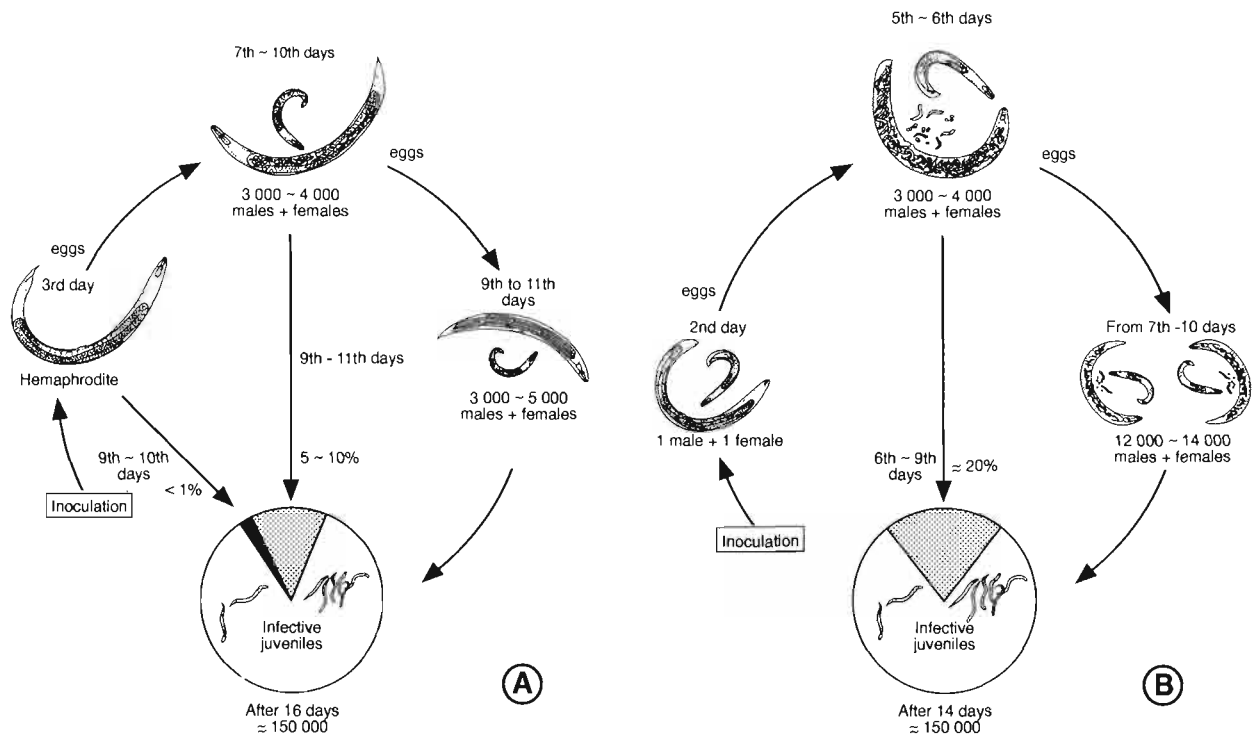 7th ~ 10th days
eggs
3 000 ~ 4 000
males + females
eggs
3rd day
9th to 11th
days
Hemaphrodite
9th - 11th days
3 000 ~ 5 000
males + females
9th ~ 10th
days
< 1%
5 ~ 10%
Inoculation
Infective
juveniles
A
After 16 days
≈ 150 000
5th ~ 6th days
eggs
3 000 ~ 4 000
males + females
eggs
2nd day
From 7th -10 days
1 male + 1 female
12 000 ~ 14 000
males + females
6th ~ 9th
days
≈ 20%
Inoculation
Infective
juveniles
B
After 14 days
≈ 150 000